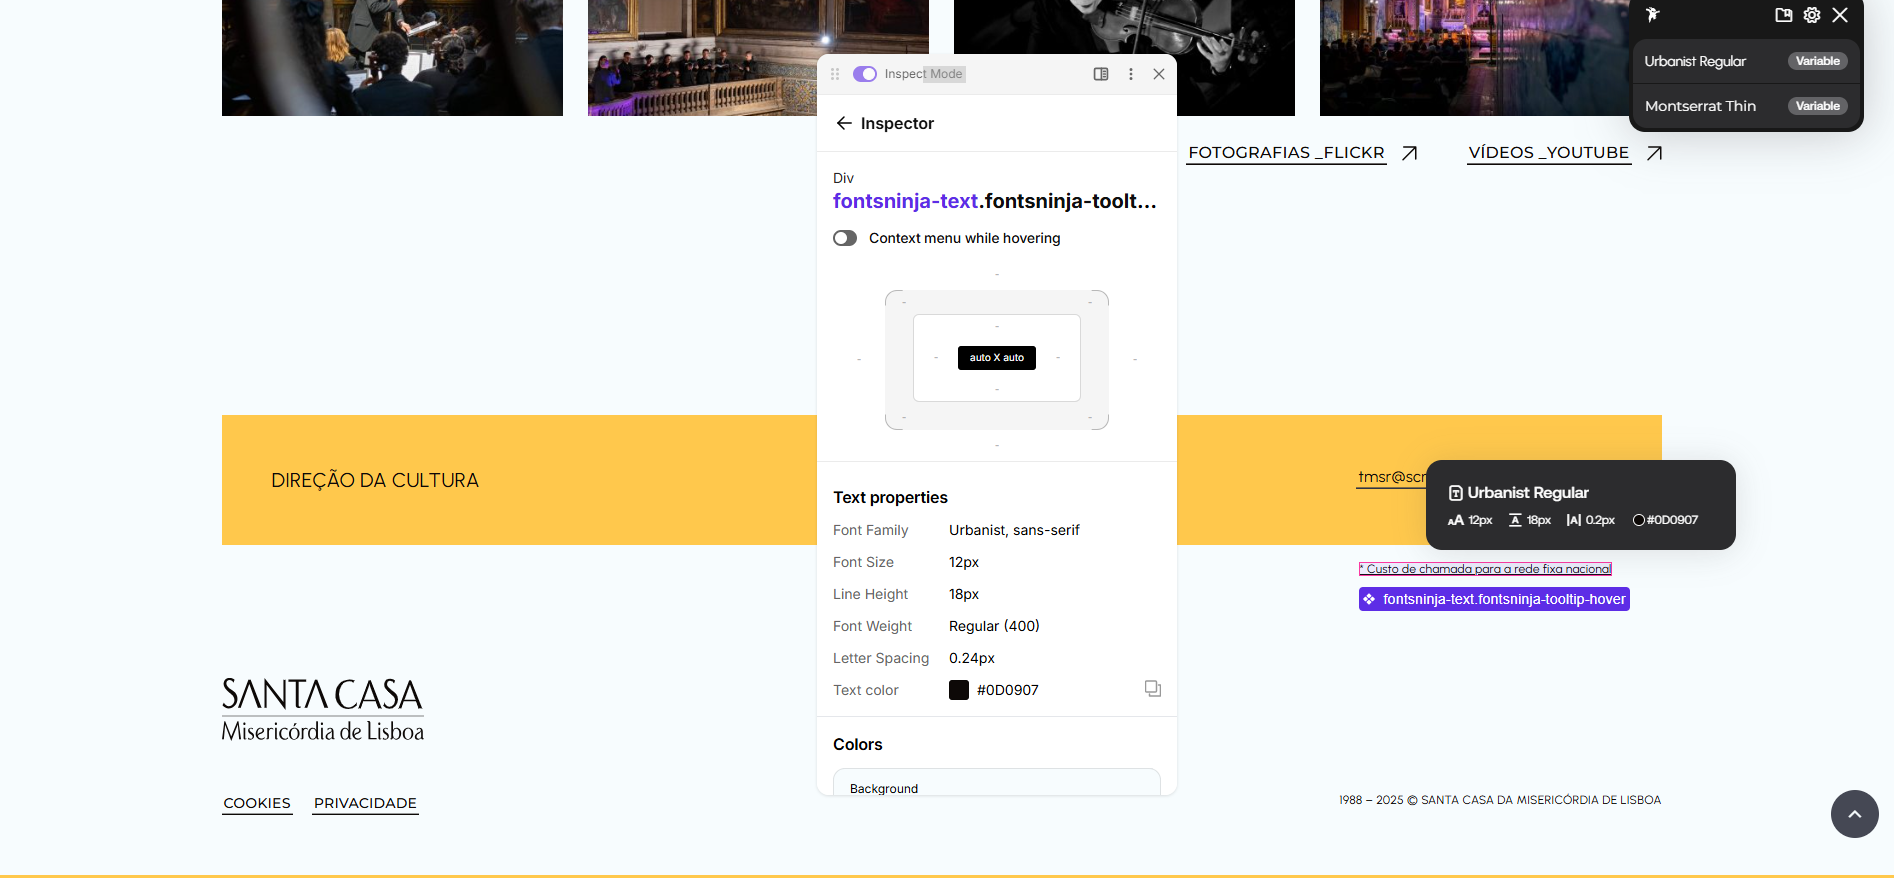 Inspect Mode
Inspector
Div
fontsninja-text.fontsninja-toolt...
Context menu while hovering
-
- -
-
- - auto X auto - -
-
- -
-
Text properties
Font Family Urbanist, sans-serif
Font Size 12px
Line Height 18px
Font Weight Regular (400)
Letter Spacing 0.24px
Text color #0D0907
Colors
Background
Urbanist Regular Variable
Montserrat Thin Variable
FOTOGRAFIAS _FLICKR VÍDEOS _YOUTUBE
DIREÇÃO DA CULTURA
tmsr@scr
Urbanist Regular
12px 18px 0.2px #0D0907
* Custo de chamada para a rede fixa nacional
fontsninja-text.fontsninja-tooltip-hover
SANTA CASA
Misericórdia de Lisboa
COOKIES PRIVACIDADE
1988 – 2025 © SANTA CASA DA MISERICÓRDIA DE LISBOA